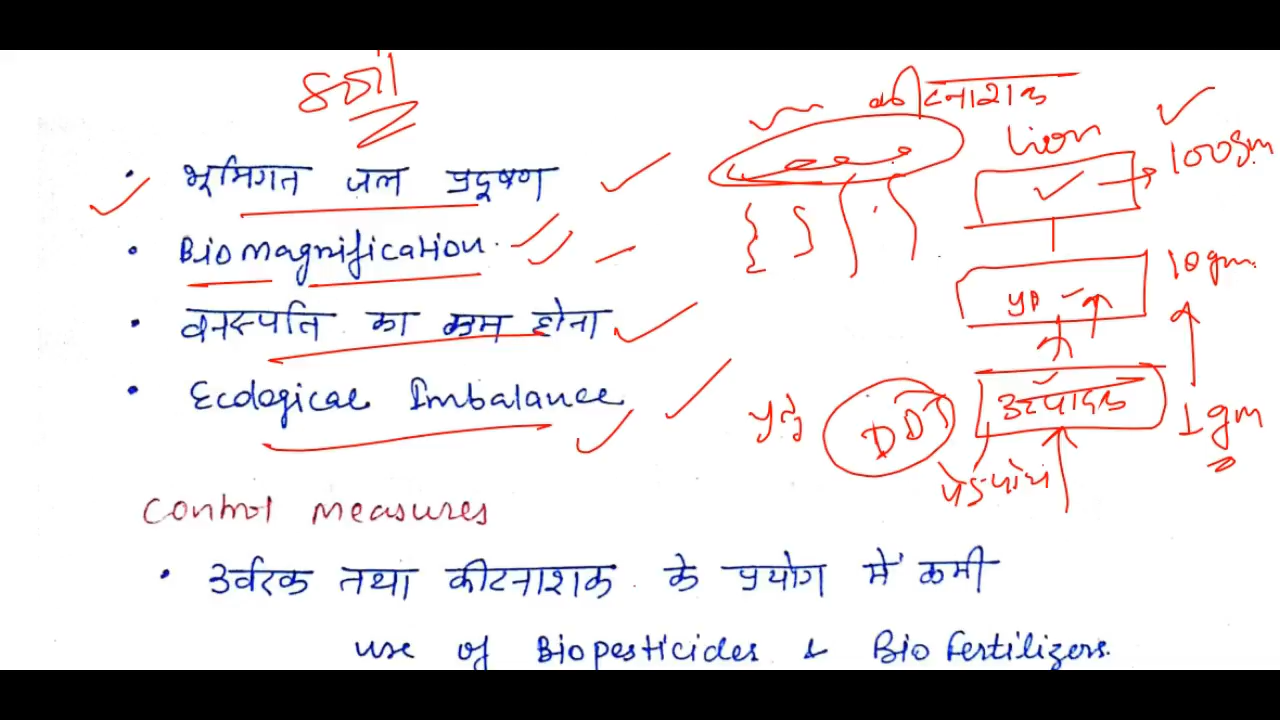 soil
कीटनाशक
Lion
100gm
भूमिगत जल प्रदूषण
Biomagnification
10gm
वनस्पति का कम होना
Ecological Imbalance
DDT
उत्पादक
1gm
पेड़ पौधे
Control measures
उर्वरक तथा कीटनाशक के प्रयोग में कमी
use of Biopesticides & Bio Fertilizers.